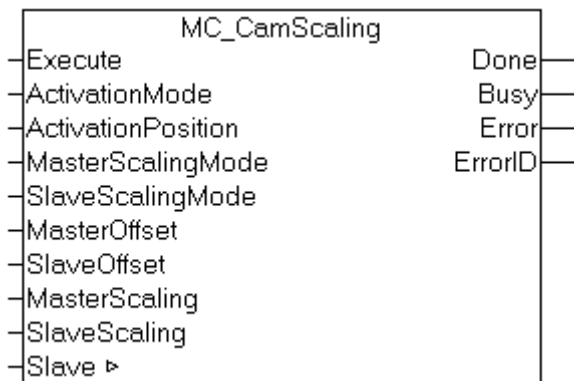 MC_CamScaling
Execute Done
ActivationMode Busy
ActivationPosition Error
MasterScalingMode ErrorID
SlaveScalingMode
MasterOffset
SlaveOffset
MasterScaling
SlaveScaling
Slave ▷